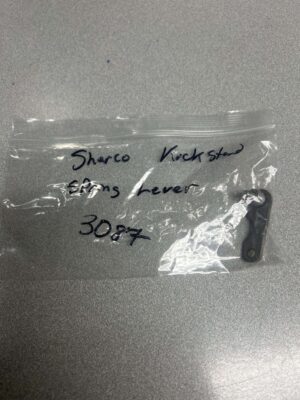 Sherco Kickstand
Spring Lever
3087